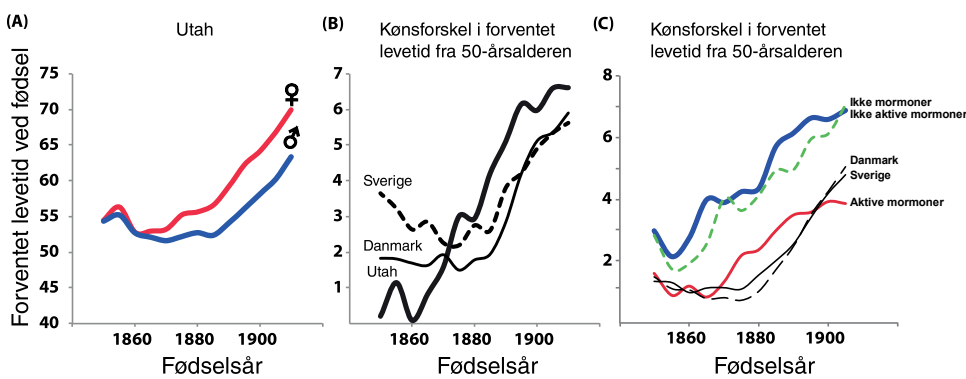 (A)
Utah
Forventet levetid ved fødsel
75
70
65
60
55
50
45
40
♀
♂
1860
1880
1900
Fødselsår
(B)
Kønsforskel i forventet
levetid fra 50-årsalderen
7
6
5
4
3
2
1
Sverige
Danmark
Utah
1860
1880
1900
Fødselsår
(C)
Kønsforskel i forventet
levetid fra 50-årsalderen
8
6
4
2
Ikke mormoner
Ikke aktive mormoner
Danmark
Sverige
Aktive mormoner
1860
1880
1900
Fødselsår